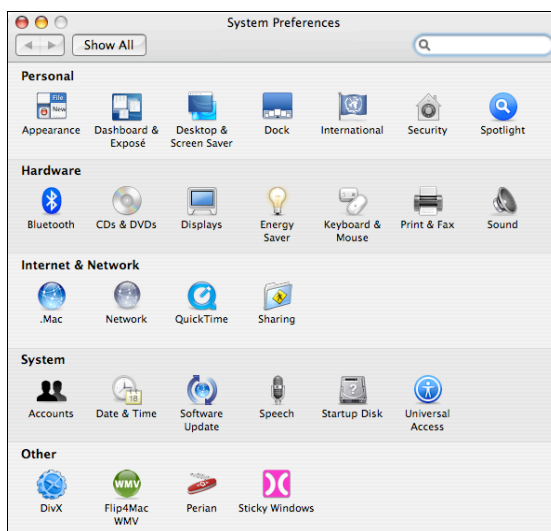 System Preferences
Show All
Personal
File
New
Appearance
Dashboard &
Exposé
Desktop &
Screen Saver
Dock
International
Security
Spotlight
Hardware
Bluetooth
CDs & DVDs
Displays
Energy
Saver
Keyboard &
Mouse
Print & Fax
Sound
Internet & Network
.Mac
Network
QuickTime
Sharing
System
18
?
Accounts
Date & Time
Software
Update
Speech
Startup Disk
Universal
Access
Other
WMV
DivX
Flip4Mac
WMV
Perian
Sticky Windows